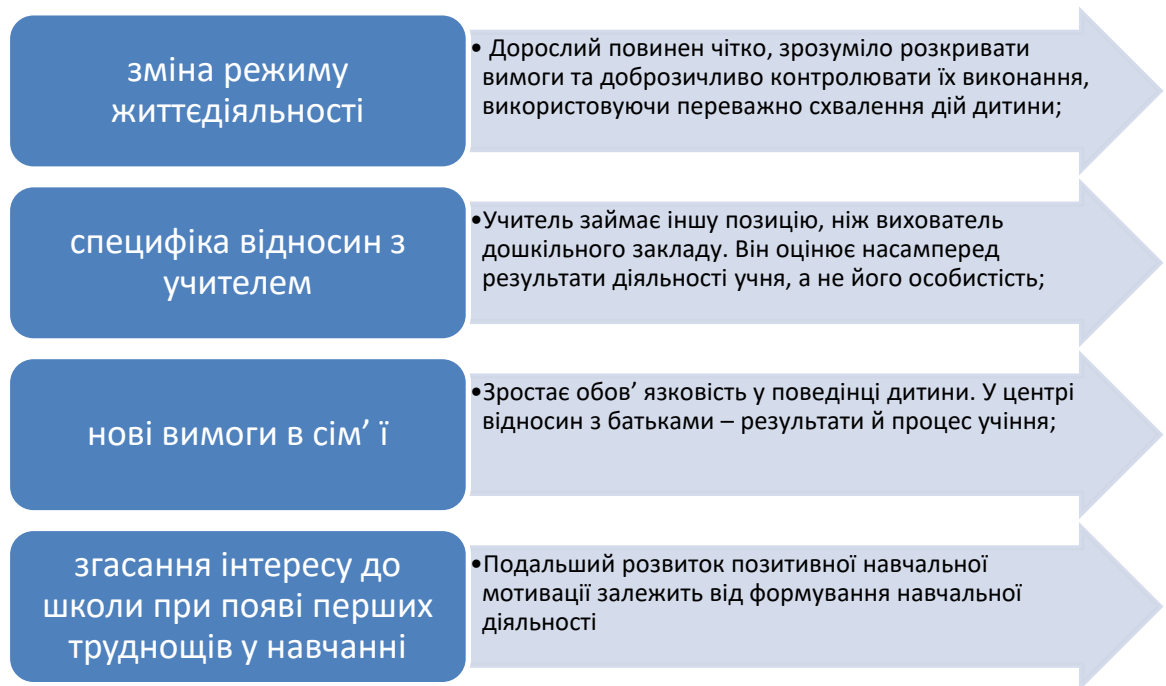 зміна режиму
життєдіяльності
• Дорослий повинен чітко, зрозуміло розкривати
вимоги та доброзичливо контролювати їх виконання,
використовуючи переважно схвалення дій дитини;
специфіка відносин з
учителем
•Учитель займає іншу позицію, ніж вихователь
дошкільного закладу. Він оцінює насамперед
результати діяльності учня, а не його особистість;
нові вимоги в сім’ ї
•Зростає обов’ язковість у поведінці дитини. У центрі
відносин з батьками – результати й процес учіння;
згасання інтересу до
школи при появі перших
труднощів у навчанні
•Подальший розвиток позитивної навчальної
мотивації залежить від формування навчальної
діяльності